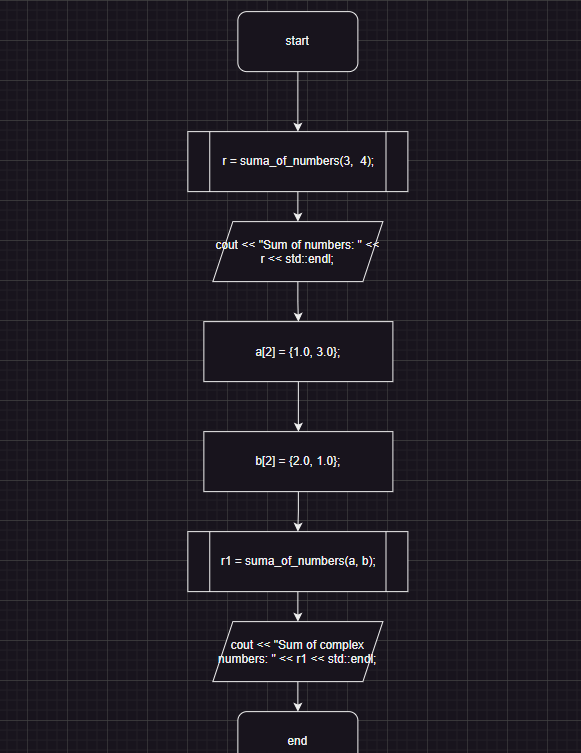 start
r = suma_of_numbers(3,  4);
cout << "Sum of numbers: " <<
r << std::endl;
a[2] = {1.0, 3.0};
b[2] = {2.0, 1.0};
r1 = suma_of_numbers(a, b);
cout << "Sum of complex
numbers: " << r1 << std::endl;
end